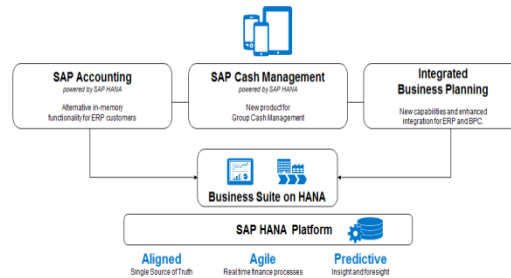 SAP Accounting
powered by SAP HANA
Alternative in-memory
functionality for ERP customers
SAP Cash Management
powered by SAP HANA
New product for
Group Cash Management
Integrated
Business Planning
New capabilities and enhanced
integration for ERP and BPC.
Business Suite on HANA
SAP HANA Platform
Aligned
Single Source of Truth
Agile
Real time finance processes
Predictive
Insight and foresight